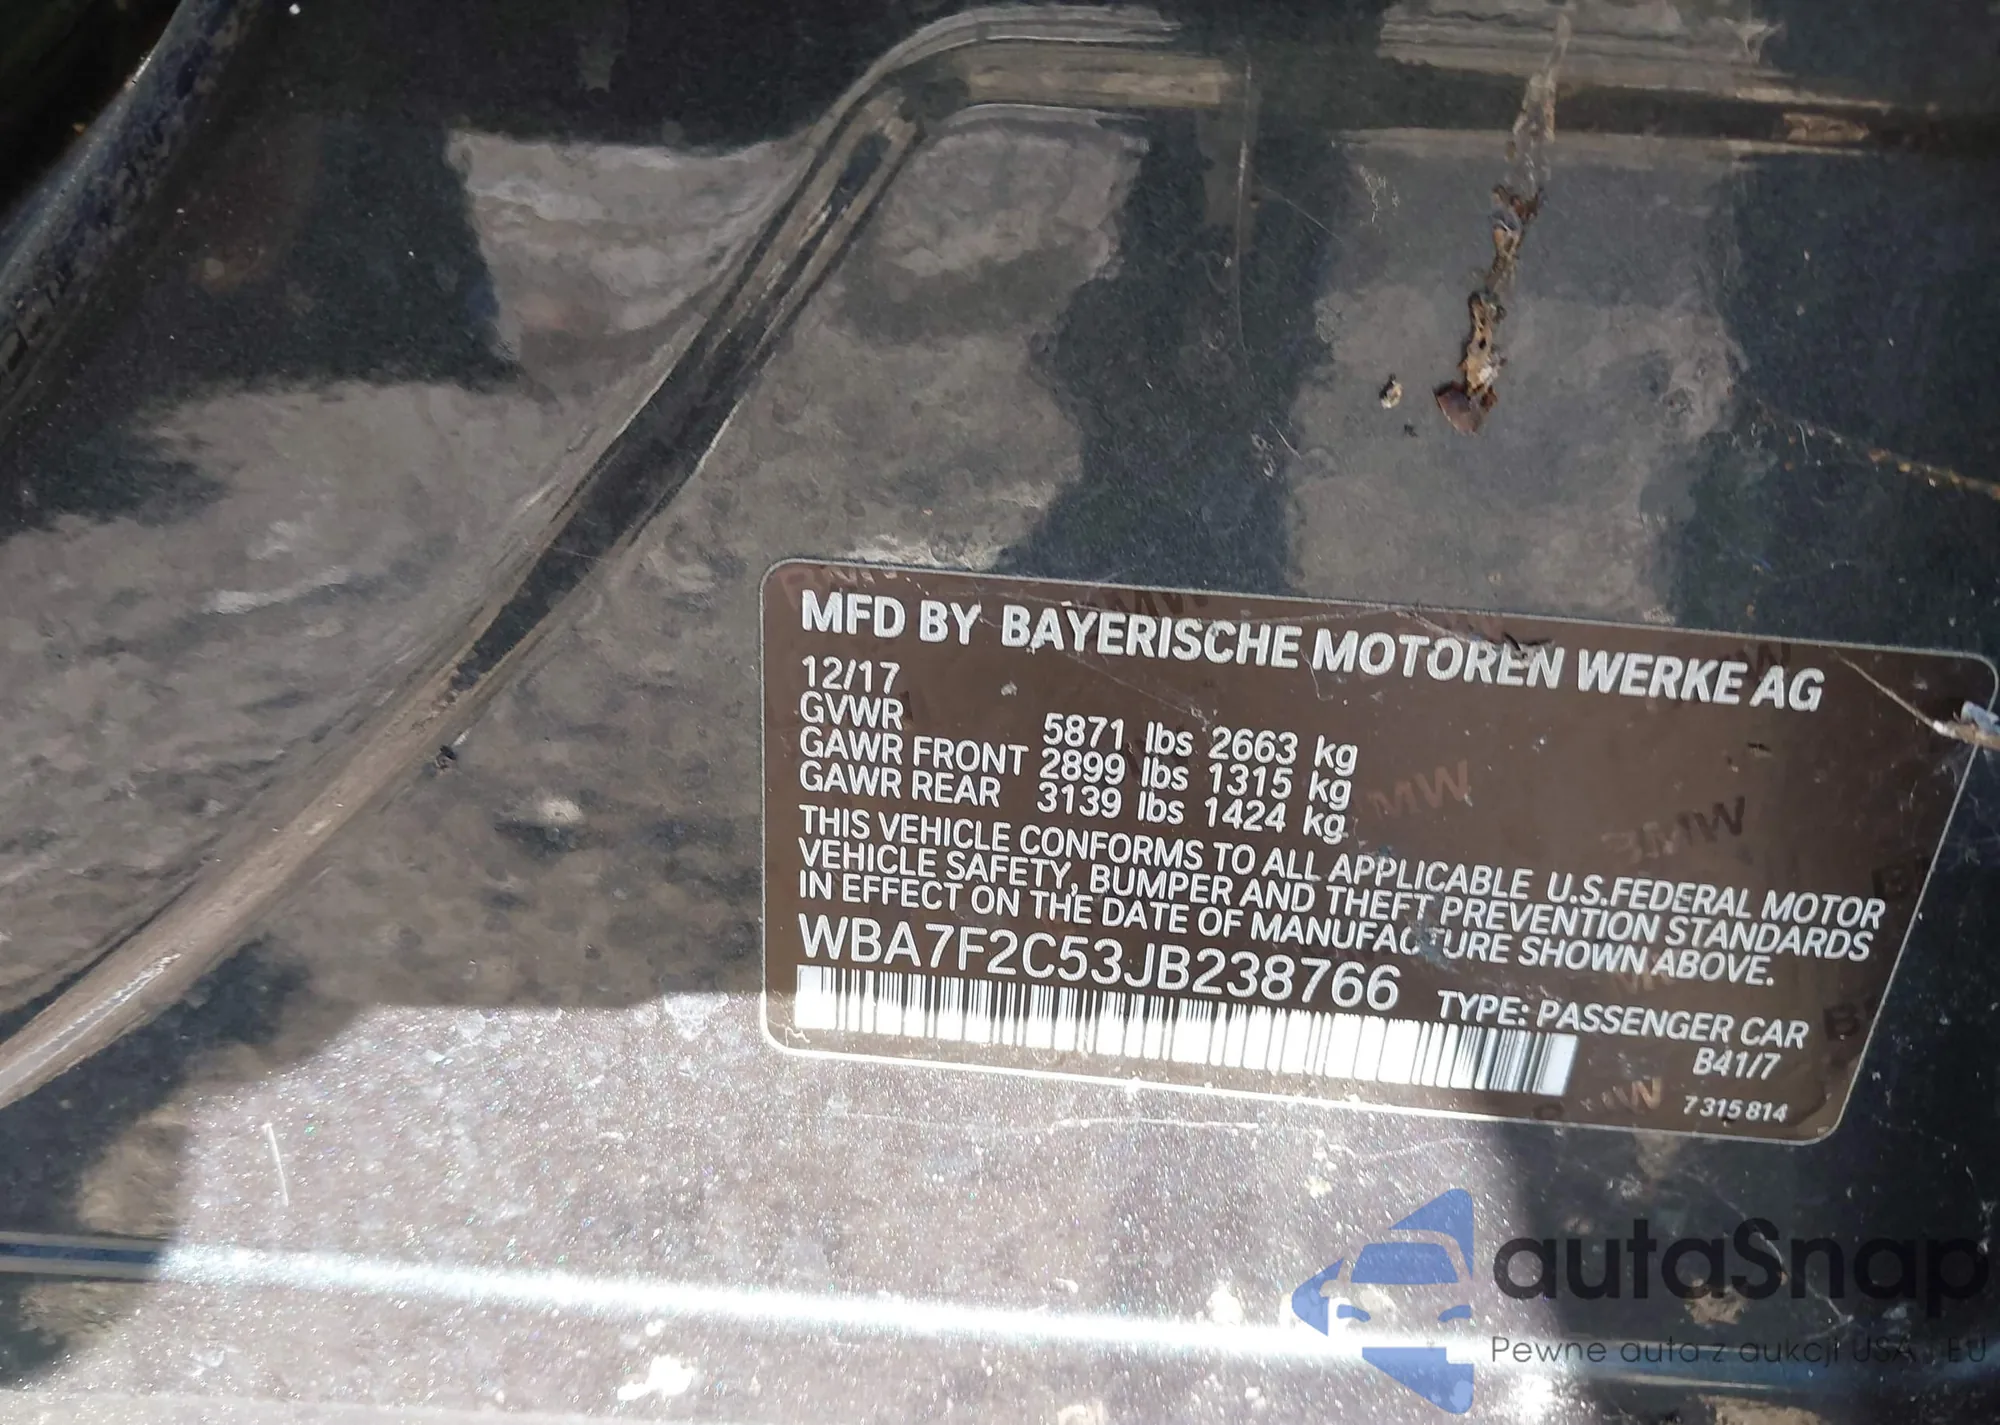 MFD BY BAYERISCHE MOTOREN WERKE AG
12/17
GVWR 5871 lbs 2663 kg
GAWR FRONT 2899 lbs 1315 kg
GAWR REAR 3139 lbs 1424 kg
THIS VEHICLE CONFORMS TO ALL APPLICABLE U.S.FEDERAL MOTOR
VEHICLE SAFETY, BUMPER AND THEFT PREVENTION STANDARDS
IN EFFECT ON THE DATE OF MANUFACTURE SHOWN ABOVE.
WBA7F2C53JB238766
TYPE: PASSENGER CAR
B41/7
7 315 814
autaSnap
Pewne auta z aukcji USA i EU